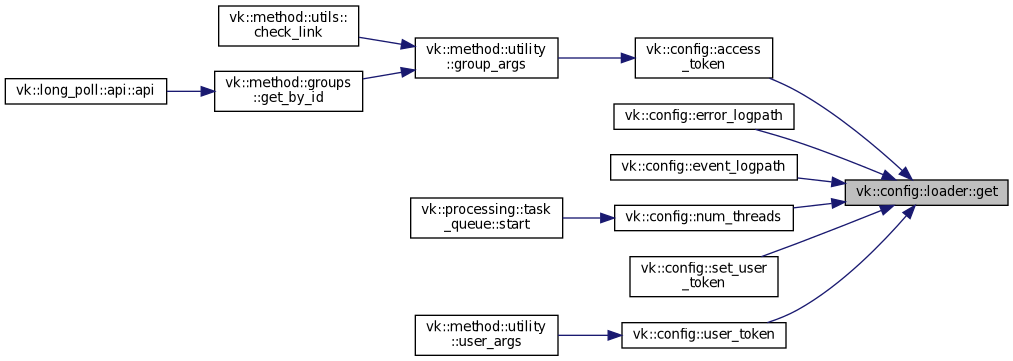 vk::method::utils::
check_link
vk::method::utility
::group_args
vk::config::access
_token
vk::long_poll::api::api
vk::method::groups
::get_by_id
vk::config::error_logpath
vk::config::event_logpath
vk::config::loader::get
vk::processing::task
_queue::start
vk::config::num_threads
vk::config::set_user
_token
vk::method::utility
::user_args
vk::config::user_token